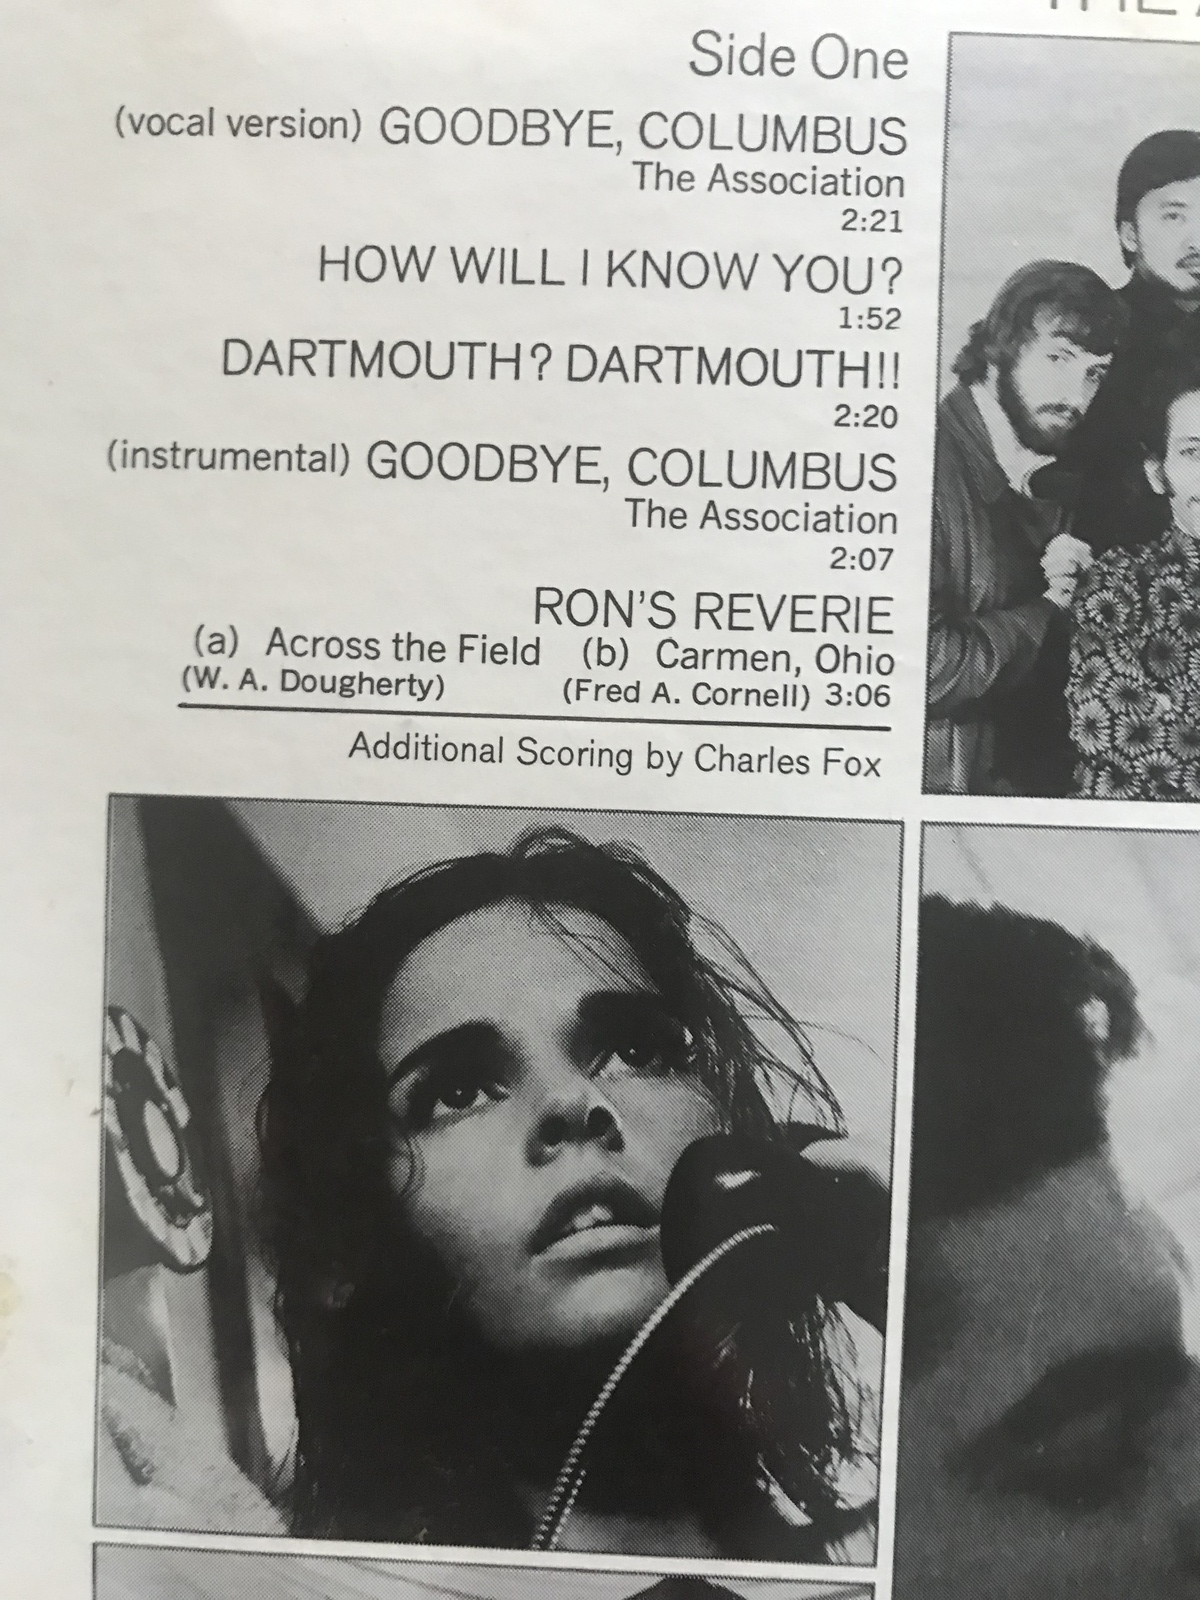 Side One
(vocal version) GOODBYE, COLUMBUS
The Association
2:21
HOW WILL I KNOW YOU?
1:52
DARTMOUTH? DARTMOUTH!!
2:20
(instrumental) GOODBYE, COLUMBUS
The Association
2:07
RON'S REVERIE
(a) Across the Field (b) Carmen, Ohio
(W. A. Dougherty) (Fred A. Cornell) 3:06
Additional Scoring by Charles Fox